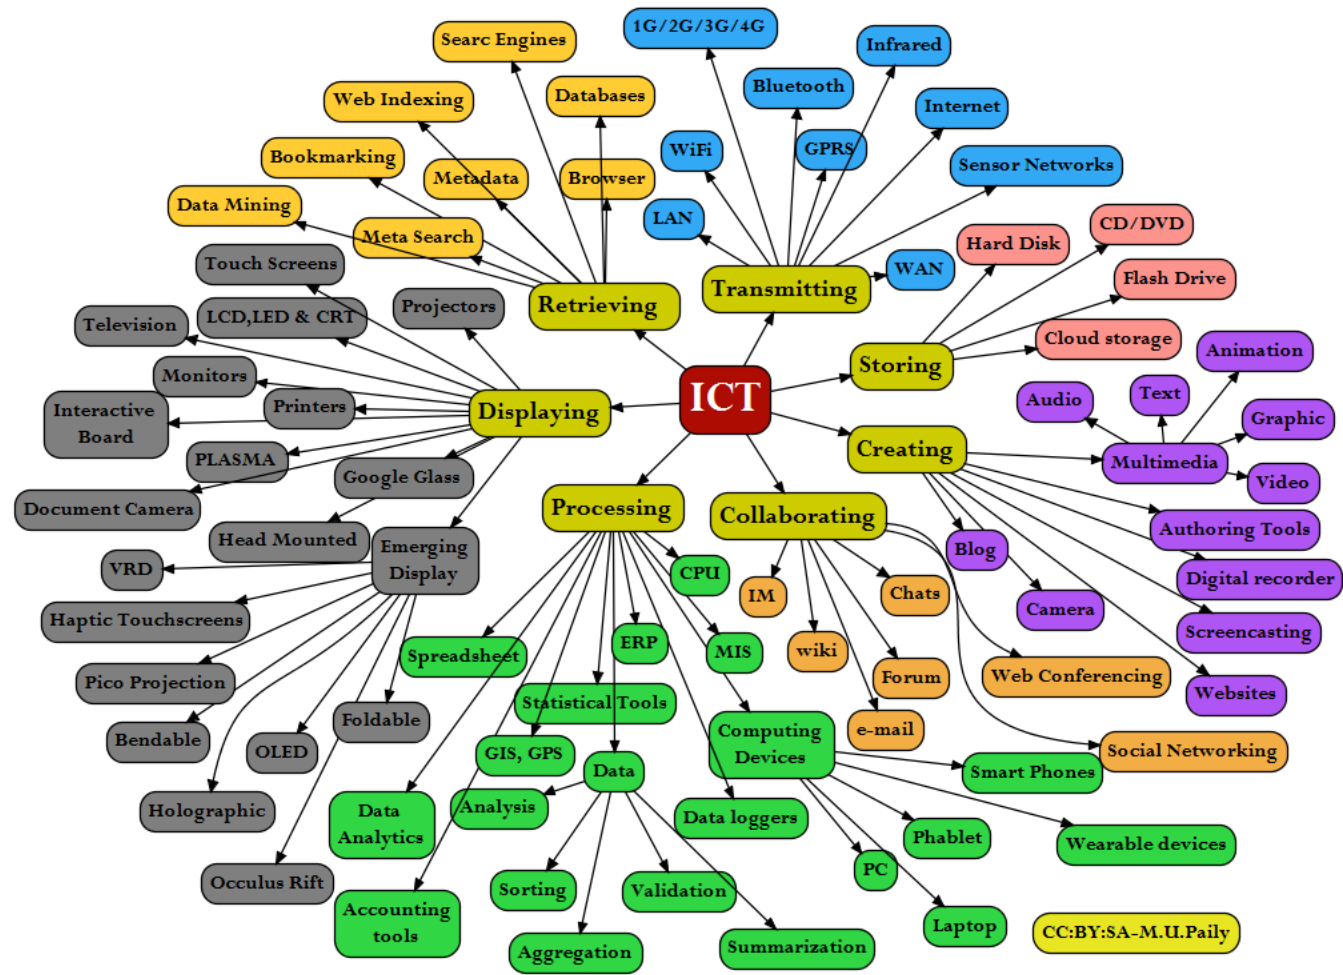 1G/2G/3G/4G
Searc Engines
Infrared
Web Indexing
Databases
Bluetooth
Internet
Bookmarking
Metadata
Browser
WiFi
GPRS
Sensor Networks
Data Mining
Meta Search
LAN
Hard Disk
CD/DVD
Touch Screens
Projectors
Retrieving
Transmitting
WAN
Flash Drive
Television
LCD,LED & CRT
Storing
Cloud storage
Animation
Monitors
Printers
Displaying
ICT
Audio
Text
Graphic
Interactive
Board
Creating
Multimedia
Video
PLASMA
Google Glass
Document Camera
Processing
Collaborating
Authoring Tools
Head Mounted
Emerging
Display
Blog
VRD
CPU
IM
Chats
Camera
Digital recorder
Haptic Touchscreens
Spreadsheet
ERP
MIS
wiki
Forum
Web Conferencing
Screencasting
Pico Projection
Statistical Tools
Websites
Bendable
OLED
Foldable
GIS, GPS
Data
Computing
Devices
e-mail
Social Networking
Smart Phones
Holographic
Data
Analytics
Analysis
Data loggers
Phablet
Wearable devices
Occulus Rift
Sorting
Validation
PC
Accounting
tools
Aggregation
Summarization
Laptop
CC:BY:SA-M.U.Paily